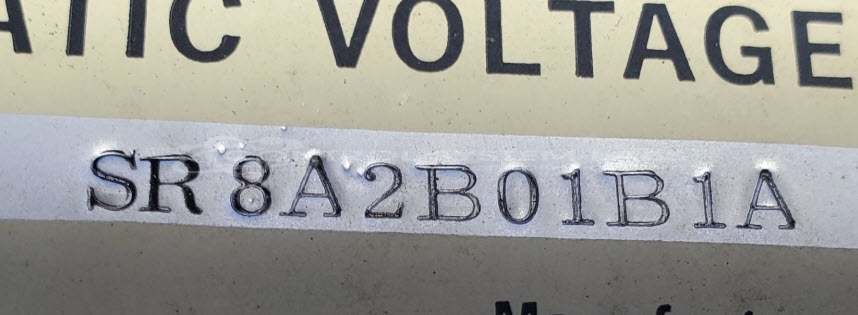 ATIC VOLTAGE
SR8A2B01B1A